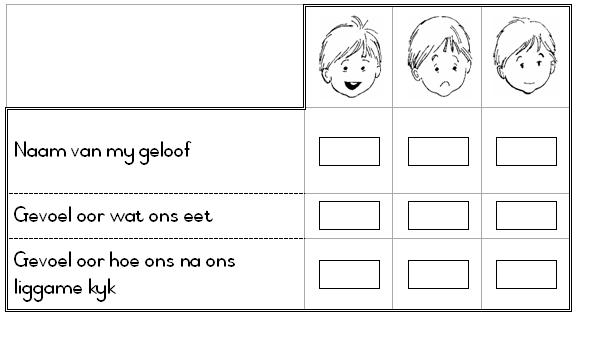 Naam van my geloof
Gevoel oor wat ons eet
Gevoel oor hoe ons na ons
liggame kyk